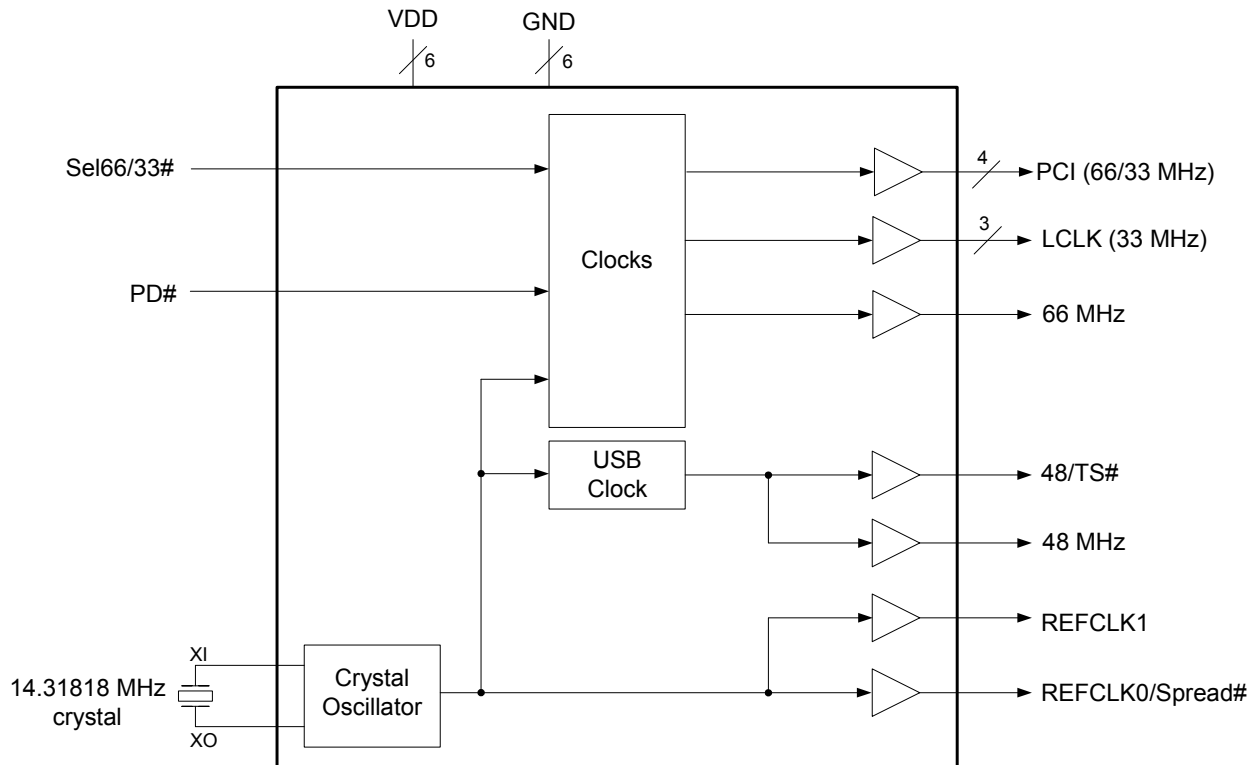 VDD
GND
6
6
Sel66/33#
PD#
Clocks
4
PCI (66/33 MHz)
3
LCLK (33 MHz)
66 MHz
USB
Clock
48/TS#
48 MHz
REFCLK1
REFCLK0/Spread#
XI
14.31818 MHz
crystal
XO
Crystal
Oscillator